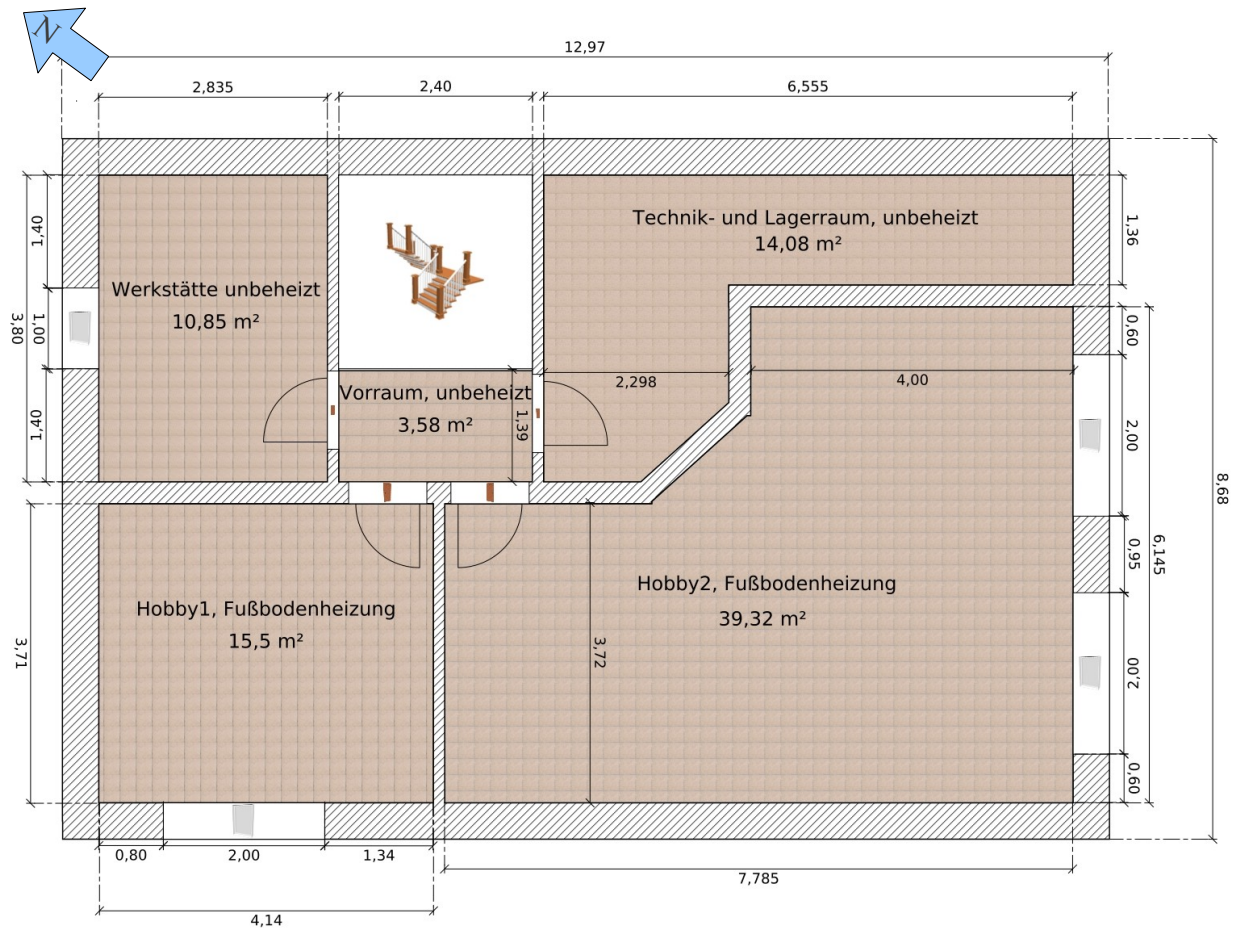 N
12,97
2,835
2,40
6,555
1,40
1,00
1,40
3,80
Werkstätte unbeheizt
10,85 m²
Technik- und Lagerraum, unbeheizt
14,08 m²
1,36
0,60
2,298
4,00
Vorraum, unbeheizt
3,58 m²
1,39
2,00
8,68
0,95
6,145
Hobby1, Fußbodenheizung
15,5 m²
Hobby2, Fußbodenheizung
39,32 m²
3,71
3,72
2,00
0,60
0,80
2,00
1,34
7,785
4,14